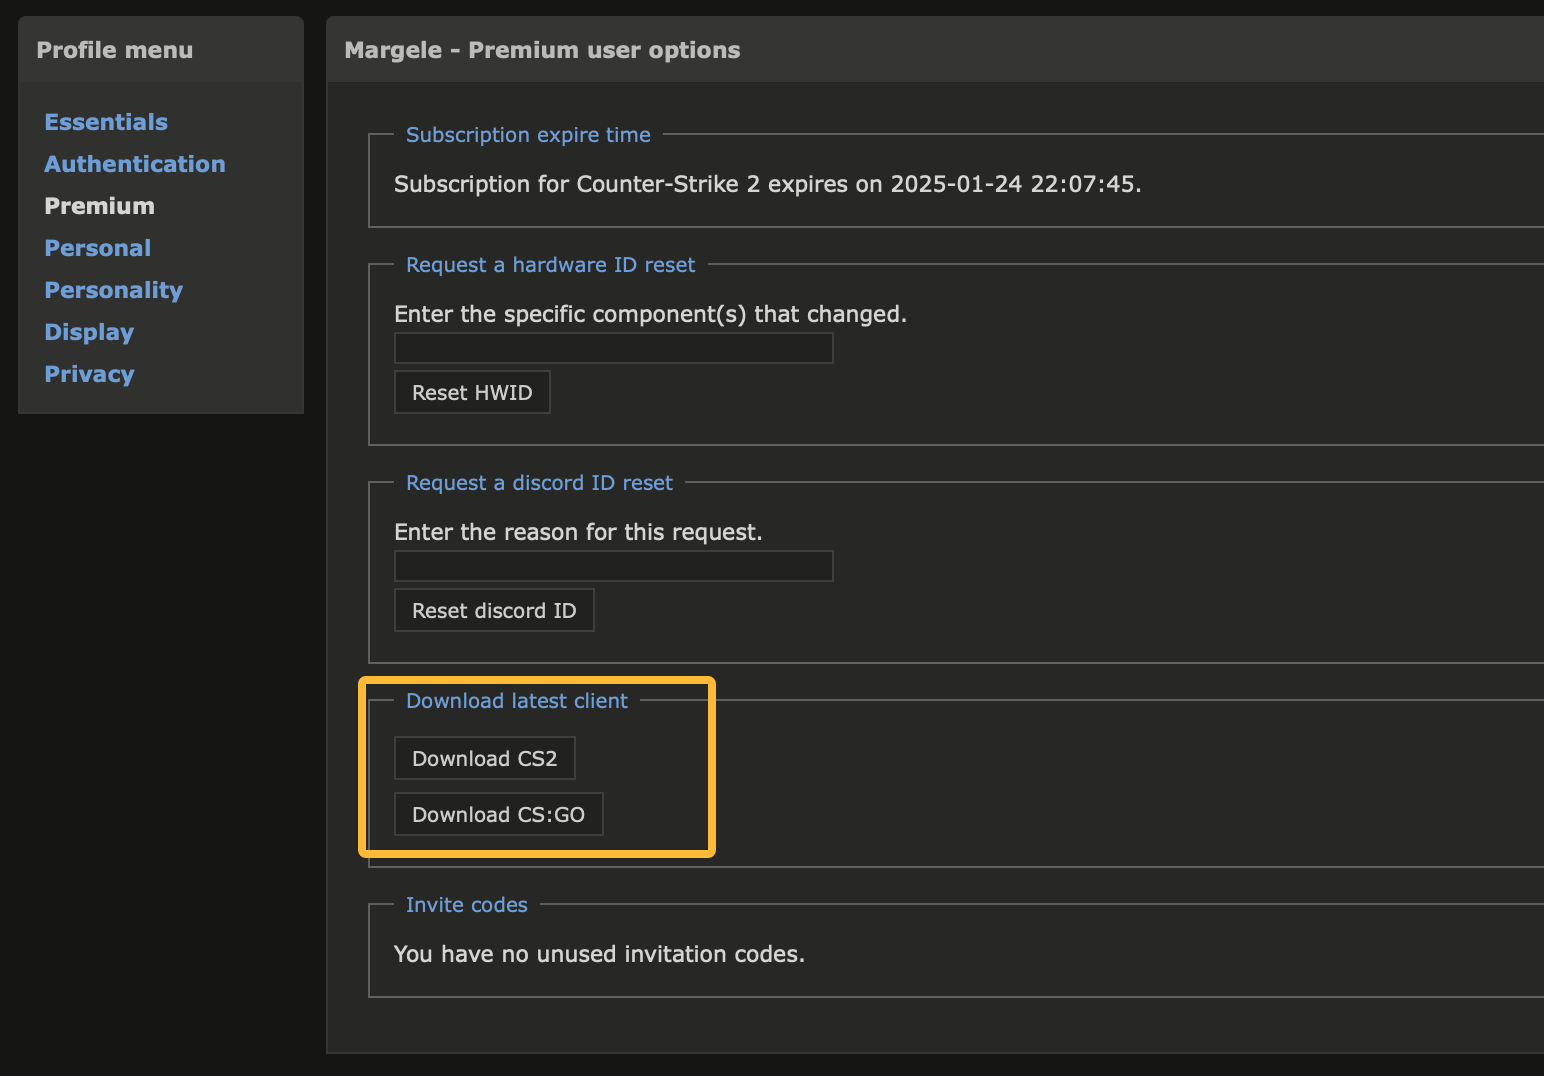 Profile menu
Essentials
Authentication
Premium
Personal
Personality
Display
Privacy
Margele - Premium user options
Subscription expire time
Subscription for Counter-Strike 2 expires on 2025-01-24 22:07:45.
Request a hardware ID reset
Enter the specific component(s) that changed.
Reset HWID
Request a discord ID reset
Enter the reason for this request.
Reset discord ID
Download latest client
Download CS2
Download CS:GO
Invite codes
You have no unused invitation codes.